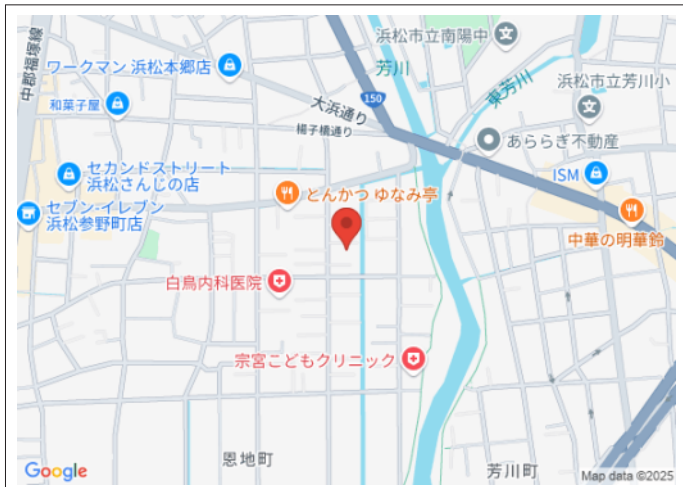 浜松市立南陽中
芳川
中郡福塚線
ワークマン 浜松本郷店
150
東芳川
浜松市立芳川小
和菓子屋
大浜通り
楊子橋通り
あららぎ不動産
ISM
セカンドストリート
浜松さんじの店
とんかつ ゆなみ亭
セブン-イレブン
浜松参野町店
中華の明華鈴
白鳥内科医院
宗宮こどもクリニック
恩地町
芳川町
Google
Map data ©2025